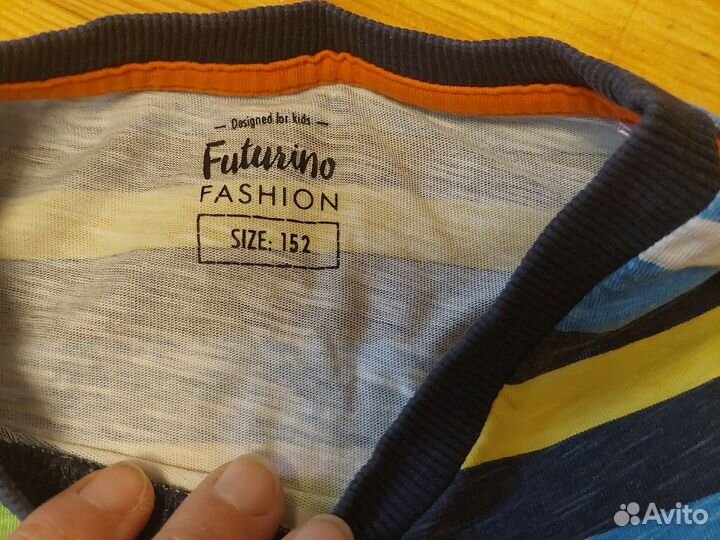 Designed for kids
Futurino
FASHION
SIZE: 152
Avito